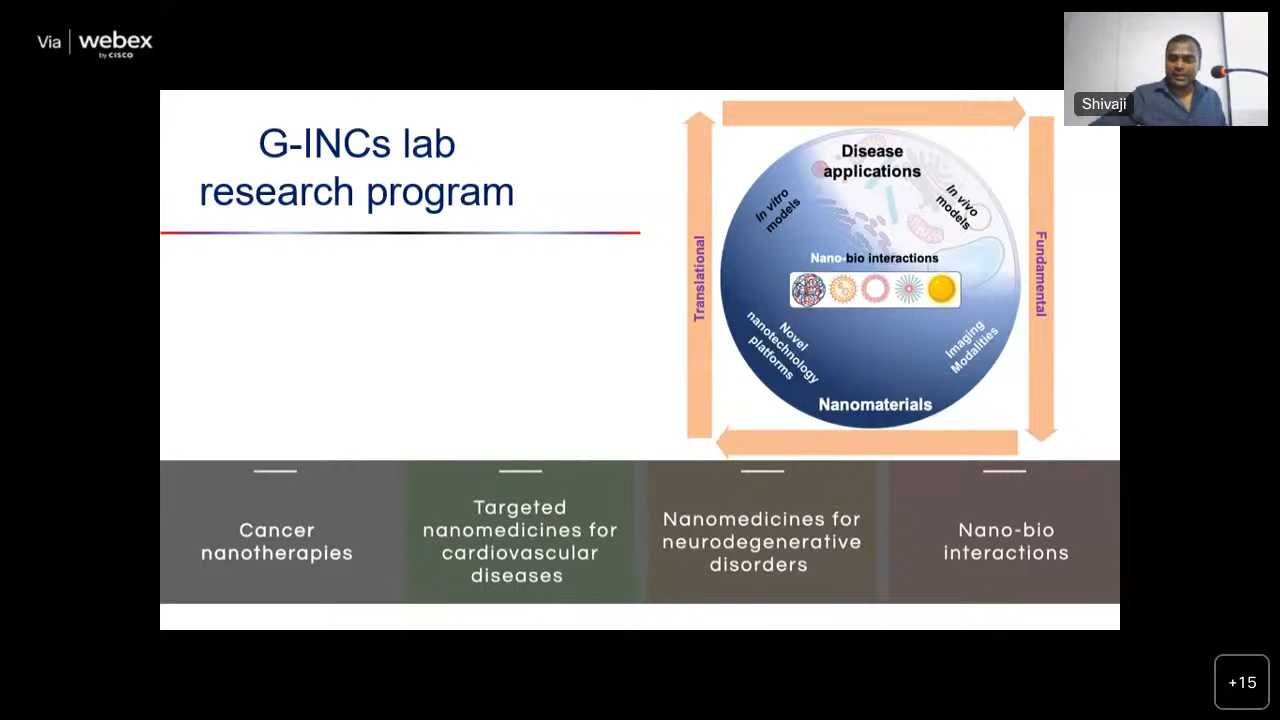 Via webex
by CISCO
Shivaji
G-INCs lab
research program
Translational
Fundamental
Disease
applications
In vitro
models
In vivo
models
Nano-bio interactions
Novel
nanotechnology
platforms
Imaging
Modalities
Nanomaterials
Cancer
nanotherapies
Targeted
nanomedicines for
cardiovascular
diseases
Nanomedicines for
neurodegenerative
disorders
Nano-bio
interactions
+15